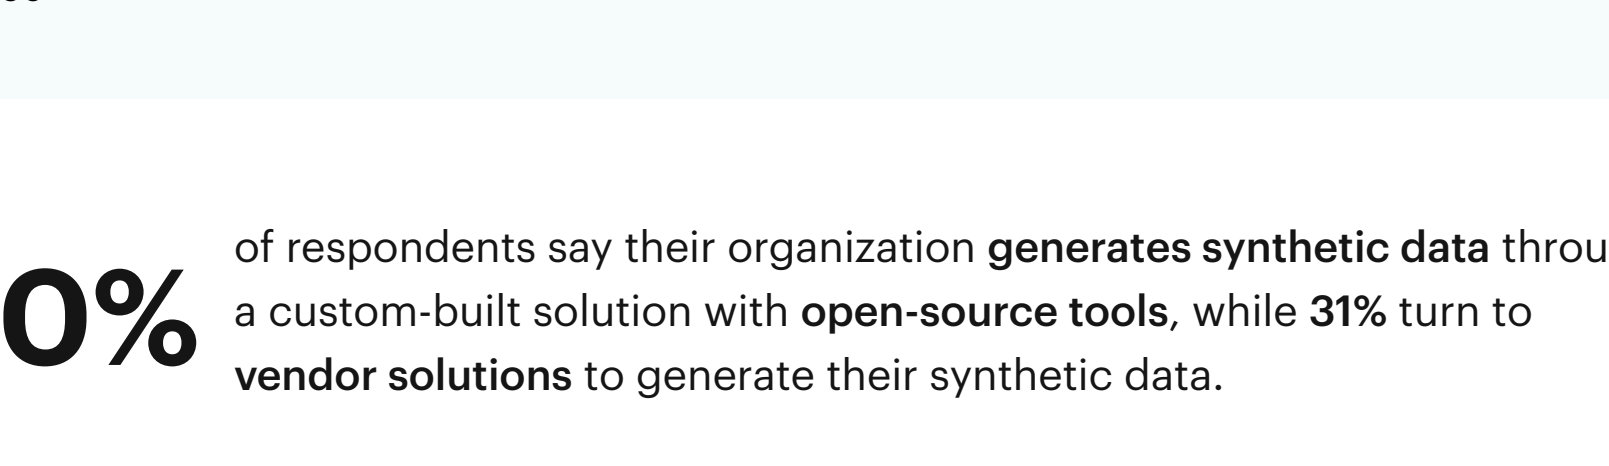 of respondents say their organization generates synthetic data
0% a custom-built solution with open-source tools, while 31% turn to
vendor solutions to generate their synthetic data.